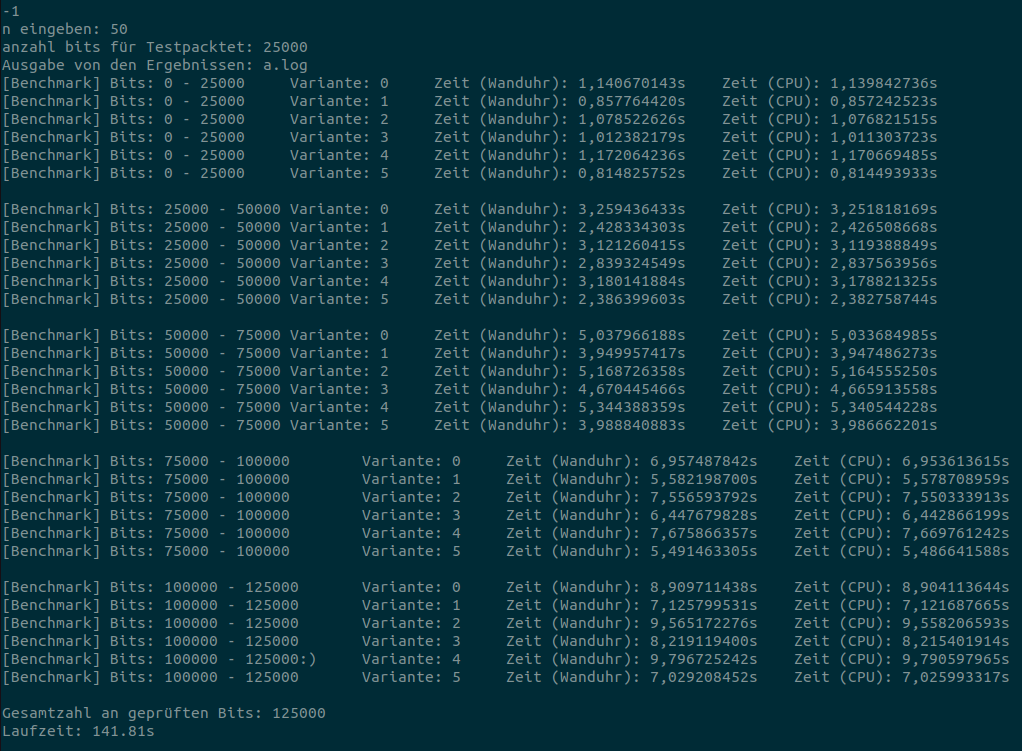 -1
n eingeben: 50
anzahl bits für Testpacktet: 25000
Ausgabe von den Ergebnissen: a.log
[Benchmark] Bits: 0 - 25000 Variante: 0 Zeit (Wanduhr): 1,140670143s Zeit (CPU): 1,139842736s
[Benchmark] Bits: 0 - 25000 Variante: 1 Zeit (Wanduhr): 0,857764420s Zeit (CPU): 0,857242523s
[Benchmark] Bits: 0 - 25000 Variante: 2 Zeit (Wanduhr): 1,078522626s Zeit (CPU): 1,076821515s
[Benchmark] Bits: 0 - 25000 Variante: 3 Zeit (Wanduhr): 1,012382179s Zeit (CPU): 1,011303723s
[Benchmark] Bits: 0 - 25000 Variante: 4 Zeit (Wanduhr): 1,172064236s Zeit (CPU): 1,170669485s
[Benchmark] Bits: 0 - 25000 Variante: 5 Zeit (Wanduhr): 0,814825752s Zeit (CPU): 0,814493933s
[Benchmark] Bits: 25000 - 50000 Variante: 0 Zeit (Wanduhr): 3,259436433s Zeit (CPU): 3,251818169s
[Benchmark] Bits: 25000 - 50000 Variante: 1 Zeit (Wanduhr): 2,428334303s Zeit (CPU): 2,426508668s
[Benchmark] Bits: 25000 - 50000 Variante: 2 Zeit (Wanduhr): 3,121260415s Zeit (CPU): 3,119388849s
[Benchmark] Bits: 25000 - 50000 Variante: 3 Zeit (Wanduhr): 2,839324549s Zeit (CPU): 2,837563956s
[Benchmark] Bits: 25000 - 50000 Variante: 4 Zeit (Wanduhr): 3,180141884s Zeit (CPU): 3,178821325s
[Benchmark] Bits: 25000 - 50000 Variante: 5 Zeit (Wanduhr): 2,386399603s Zeit (CPU): 2,382758744s
[Benchmark] Bits: 50000 - 75000 Variante: 0 Zeit (Wanduhr): 5,037966188s Zeit (CPU): 5,033684985s
[Benchmark] Bits: 50000 - 75000 Variante: 1 Zeit (Wanduhr): 3,949957417s Zeit (CPU): 3,947486273s
[Benchmark] Bits: 50000 - 75000 Variante: 2 Zeit (Wanduhr): 5,168726358s Zeit (CPU): 5,164555250s
[Benchmark] Bits: 50000 - 75000 Variante: 3 Zeit (Wanduhr): 4,670445466s Zeit (CPU): 4,665913558s
[Benchmark] Bits: 50000 - 75000 Variante: 4 Zeit (Wanduhr): 5,344388359s Zeit (CPU): 5,340544228s
[Benchmark] Bits: 50000 - 75000 Variante: 5 Zeit (Wanduhr): 3,988840883s Zeit (CPU): 3,986662201s
[Benchmark] Bits: 75000 - 100000 Variante: 0 Zeit (Wanduhr): 6,957487842s Zeit (CPU): 6,953613615s
[Benchmark] Bits: 75000 - 100000 Variante: 1 Zeit (Wanduhr): 5,582198700s Zeit (CPU): 5,578708959s
[Benchmark] Bits: 75000 - 100000 Variante: 2 Zeit (Wanduhr): 7,556593792s Zeit (CPU): 7,550333913s
[Benchmark] Bits: 75000 - 100000 Variante: 3 Zeit (Wanduhr): 6,447679828s Zeit (CPU): 6,442866199s
[Benchmark] Bits: 75000 - 100000 Variante: 4 Zeit (Wanduhr): 7,675866357s Zeit (CPU): 7,669761242s
[Benchmark] Bits: 75000 - 100000 Variante: 5 Zeit (Wanduhr): 5,491463305s Zeit (CPU): 5,486641588s
[Benchmark] Bits: 100000 - 125000 Variante: 0 Zeit (Wanduhr): 8,909711438s Zeit (CPU): 8,904113644s
[Benchmark] Bits: 100000 - 125000 Variante: 1 Zeit (Wanduhr): 7,125799531s Zeit (CPU): 7,121687665s
[Benchmark] Bits: 100000 - 125000 Variante: 2 Zeit (Wanduhr): 9,565172276s Zeit (CPU): 9,558206593s
[Benchmark] Bits: 100000 - 125000 Variante: 3 Zeit (Wanduhr): 8,219119400s Zeit (CPU): 8,215401914s
[Benchmark] Bits: 100000 - 125000:) Variante: 4 Zeit (Wanduhr): 9,796725242s Zeit (CPU): 9,790597965s
[Benchmark] Bits: 100000 - 125000 Variante: 5 Zeit (Wanduhr): 7,029208452s Zeit (CPU): 7,025993317s
Gesamtzahl an geprüften Bits: 125000
Laufzeit: 141.81s